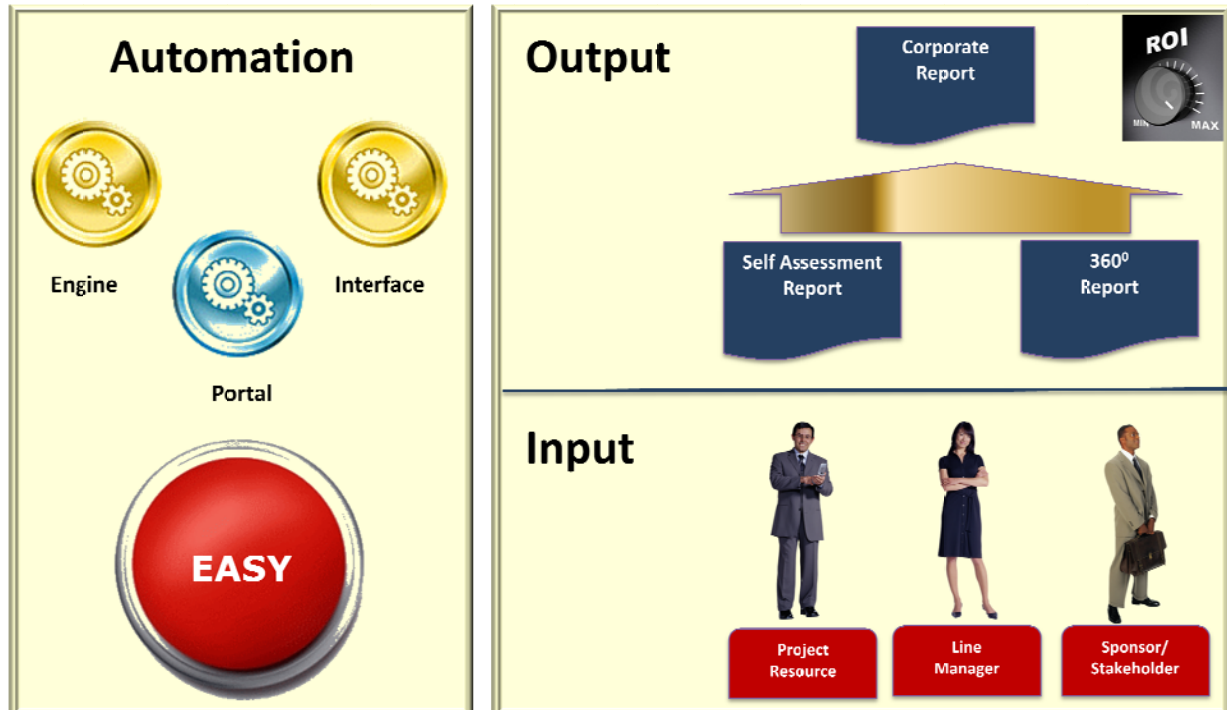 Automation
Engine
Interface
Portal
EASY
Output
Corporate
Report
ROI
MIN
MAX
Self Assessment
Report
360⁰
Report
Input
Project
Resource
Line
Manager
Sponsor/
Stakeholder